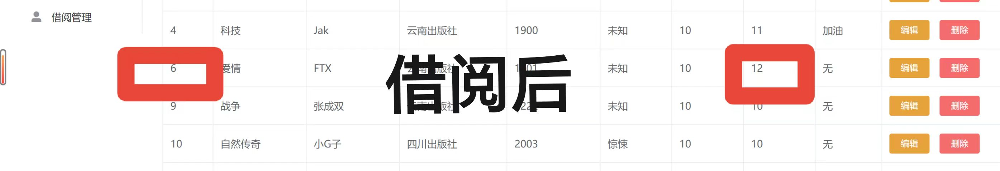 借阅管理
4 科技 Jak 云南出版社 1900 未知 10 11 加油 编辑 删除
6 爱情 FTX 未知 10 12 无 编辑 删除
借阅后
9 战争 张成双 未知 10 10 无 编辑 删除
10 自然传奇 小G子 四川出版社 2003 惊悚 10 10 无 编辑 删除